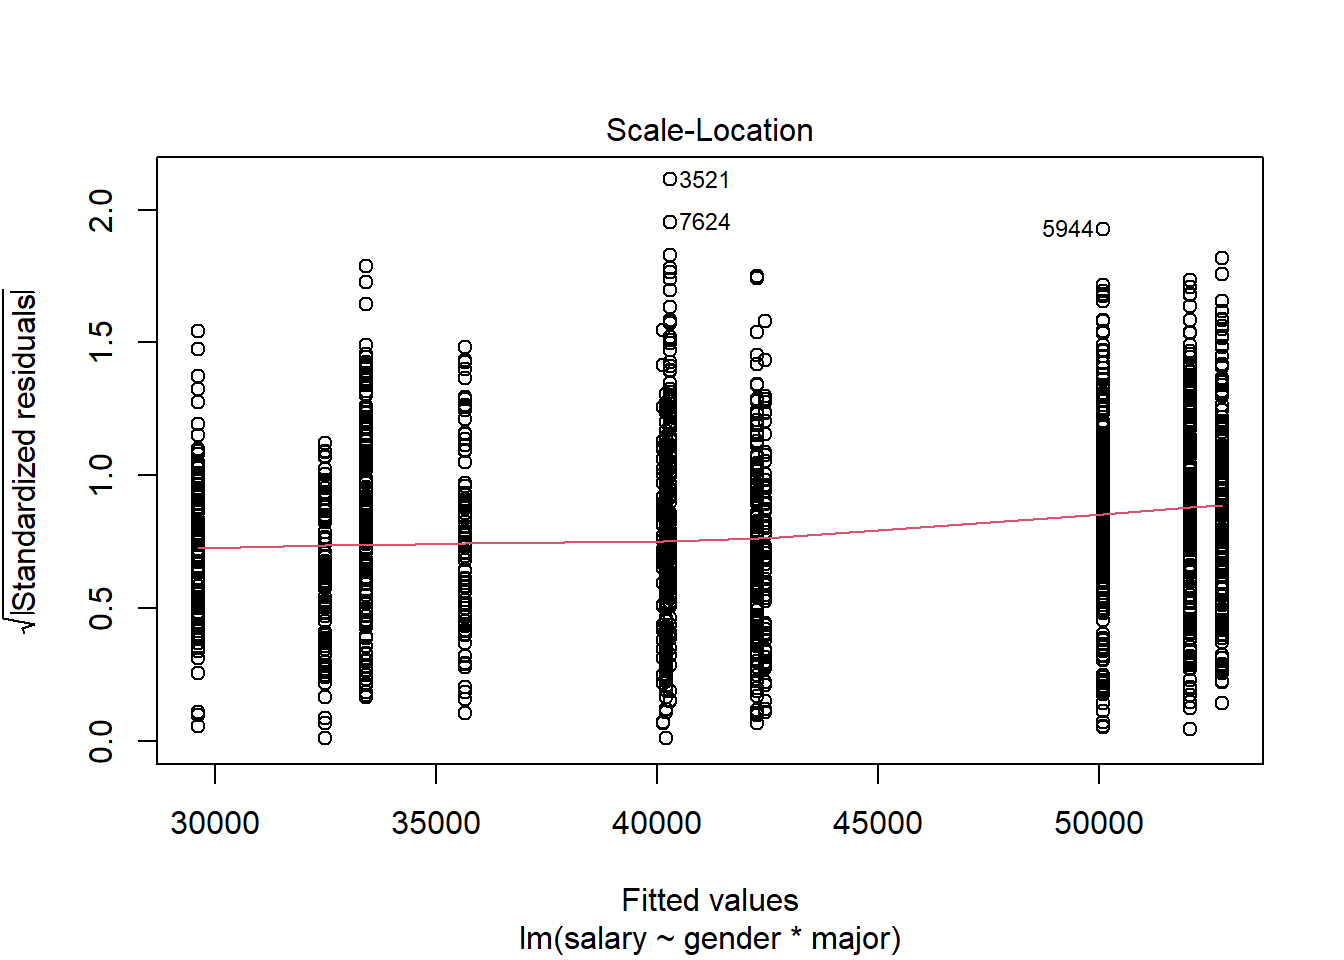 Scale-Location
√|Standardized residuals|
2.0
1.5
1.0
0.5
0.0
3521
7624
5944
30000 35000 40000 45000 50000
Fitted values
lm(salary ~ gender * major)